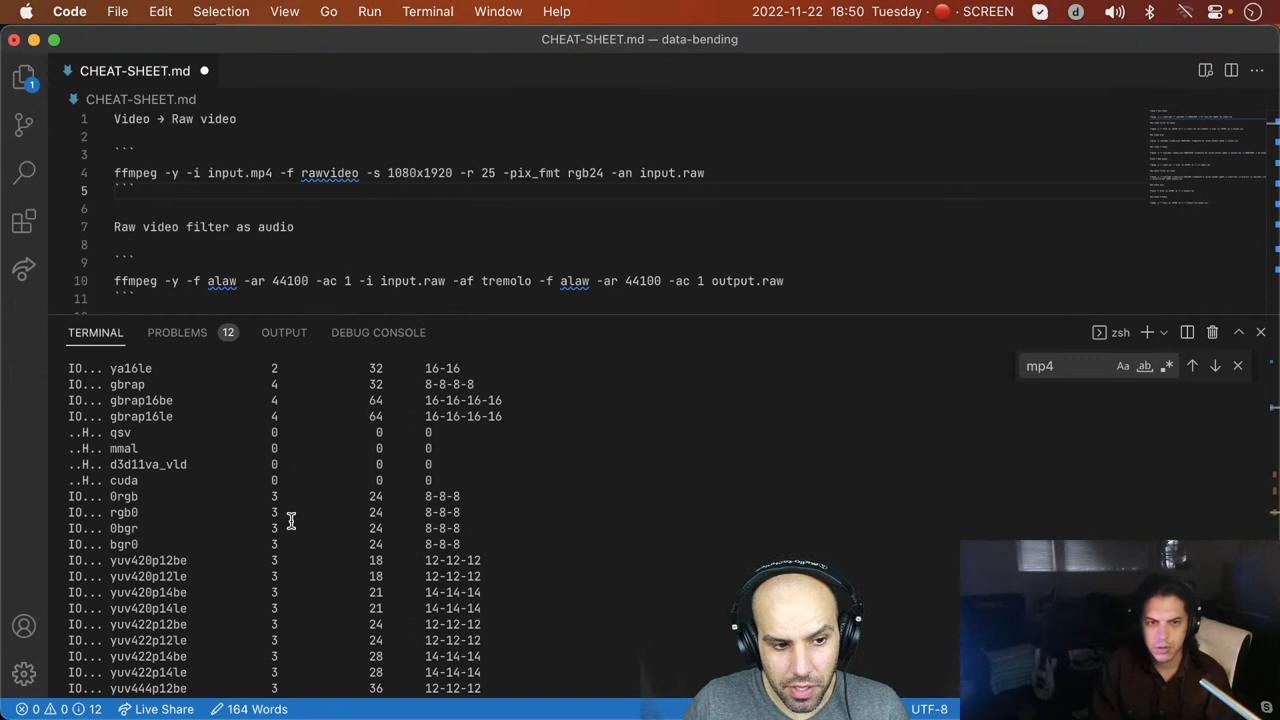 Code File Edit Selection View Go Run Terminal Window Help 2022-11-22 18:50 Tuesday SCREEN
CHEAT-SHEET.md — data-bending
CHEAT-SHEET.md
CHEAT-SHEET.md
1 Video → Raw video
2
3 ```
4 ffmpeg -y -i input.mp4 -f rawvideo -s 1080x1920 -r 25 -pix_fmt rgb24 -an input.raw
5 ```
6
7 Raw video filter as audio
8
9 ```
10 ffmpeg -y -f alaw -ar 44100 -ac 1 -i input.raw -af tremolo -f alaw -ar 44100 -ac 1 output.raw
11 ```
TERMINAL PROBLEMS 12 OUTPUT DEBUG CONSOLE zsh
mp4 Aa ab
IO... ya16le 2 32 16-16
IO... gbrap 4 32 8-8-8-8
IO... gbrap16be 4 64 16-16-16-16
IO... gbrap16le 4 64 16-16-16-16
..H.. qsv 0 0 0
..H.. mmal 0 0 0
..H.. d3d11va_vld 0 0 0
..H.. cuda 0 0 0
IO... 0rgb 3 24 8-8-8
IO... rgb0 3 24 8-8-8
IO... 0bgr 3 24 8-8-8
IO... bgr0 3 24 8-8-8
IO... yuv420p12be 3 18 12-12-12
IO... yuv420p12le 3 18 12-12-12
IO... yuv420p14be 3 21 14-14-14
IO... yuv420p14le 3 21 14-14-14
IO... yuv422p12be 3 24 12-12-12
IO... yuv422p12le 3 24 12-12-12
IO... yuv422p14be 3 28 14-14-14
IO... yuv422p14le 3 28 14-14-14
IO... yuv444p12be 3 36 12-12-12
0 0 12 Live Share 164 Words UTF-8